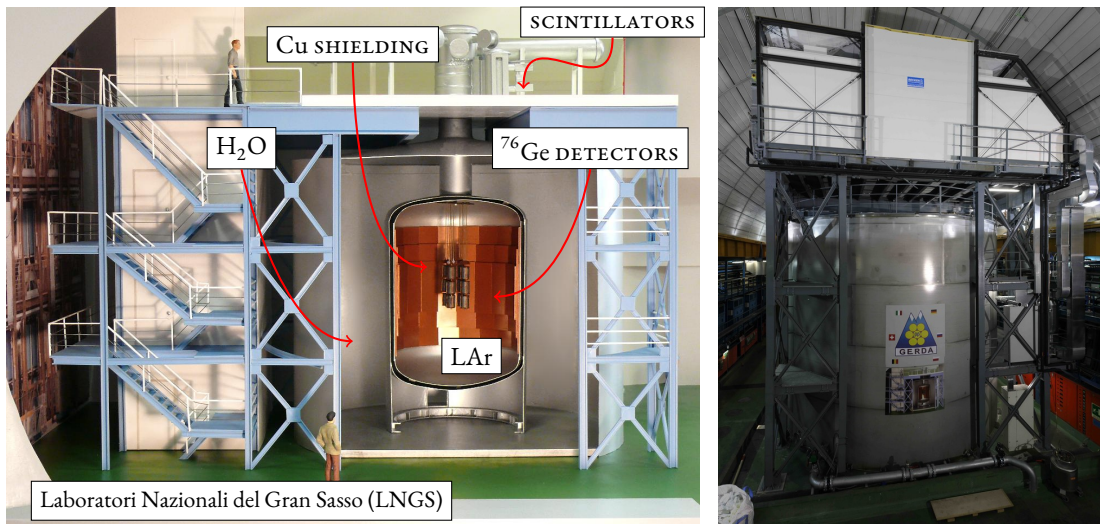 SCINTILLATORS
Cu SHIELDING
H₂O
⁷⁶Ge DETECTORS
LAr
Laboratori Nazionali del Gran Sasso (LNGS)
GERDA